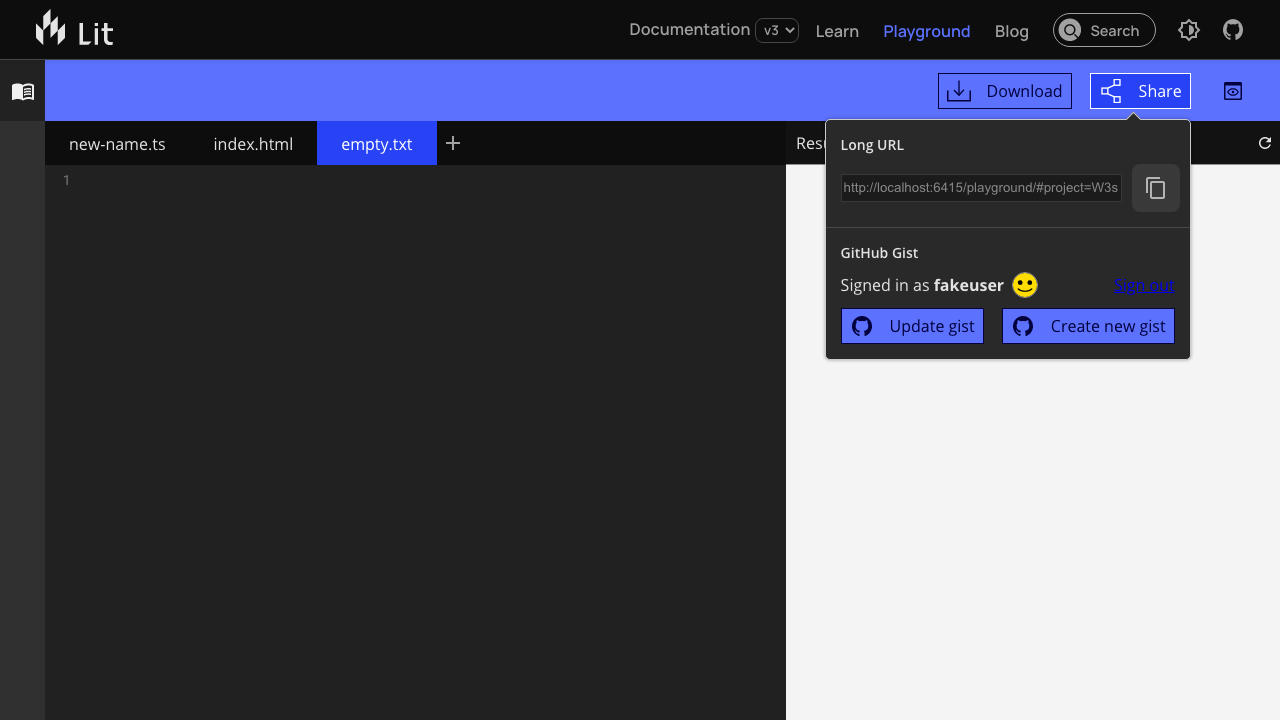 Lit
Documentation v3 Learn Playground Blog Search
Download Share
new-name.ts index.html empty.txt
1
Long URL
http://localhost:6415/playground/#project=W3s
GitHub Gist
Signed in as fakeuser Sign out
Update gist Create new gist